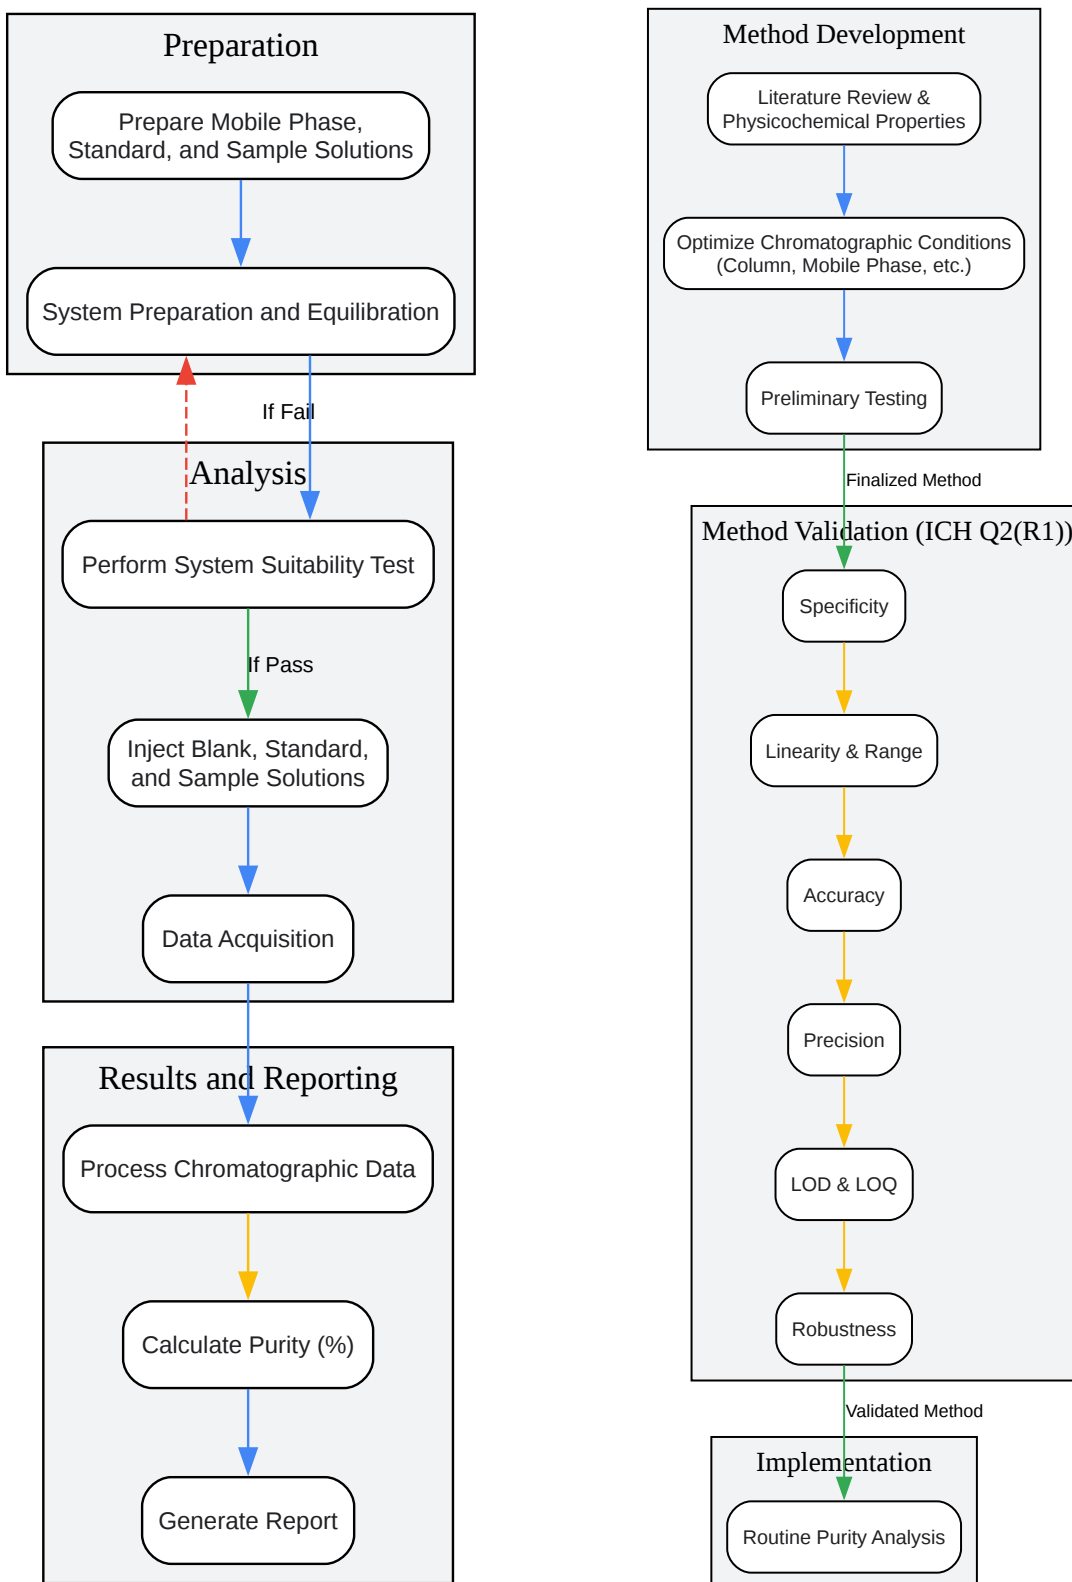 Preparation
Prepare Mobile Phase,
Standard, and Sample Solutions
System Preparation and Equilibration
If Fail
Analysis
Perform System Suitability Test
If Pass
Inject Blank, Standard,
and Sample Solutions
Data Acquisition
Results and Reporting
Process Chromatographic Data
Calculate Purity (%)
Generate Report
Method Development
Literature Review &
Physicochemical Properties
Optimize Chromatographic Conditions
(Column, Mobile Phase, etc.)
Preliminary Testing
Finalized Method
Method Validation (ICH Q2(R1))
Specificity
Linearity & Range
Accuracy
Precision
LOD & LOQ
Robustness
Validated Method
Implementation
Routine Purity Analysis